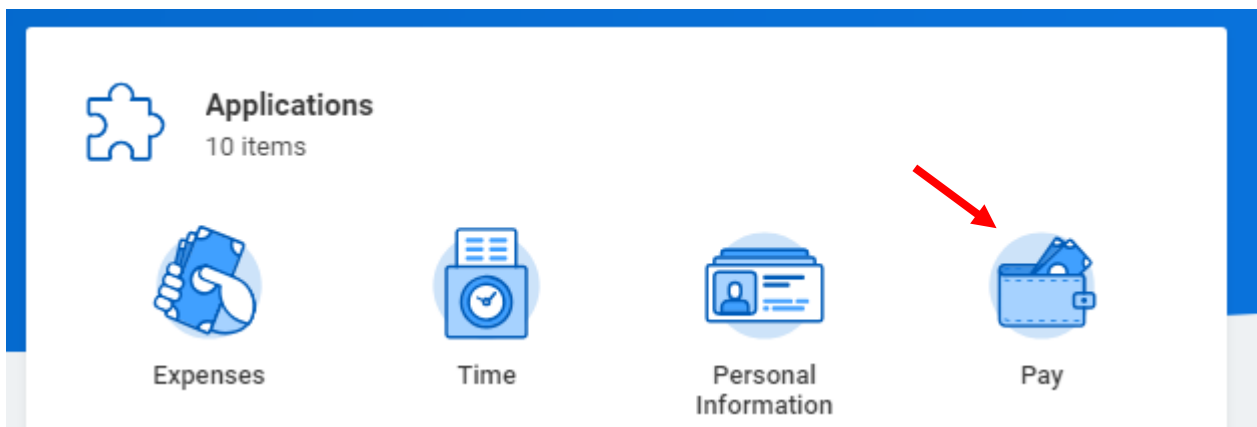 Applications
10 items
Expenses
Time
Personal
Information
Pay